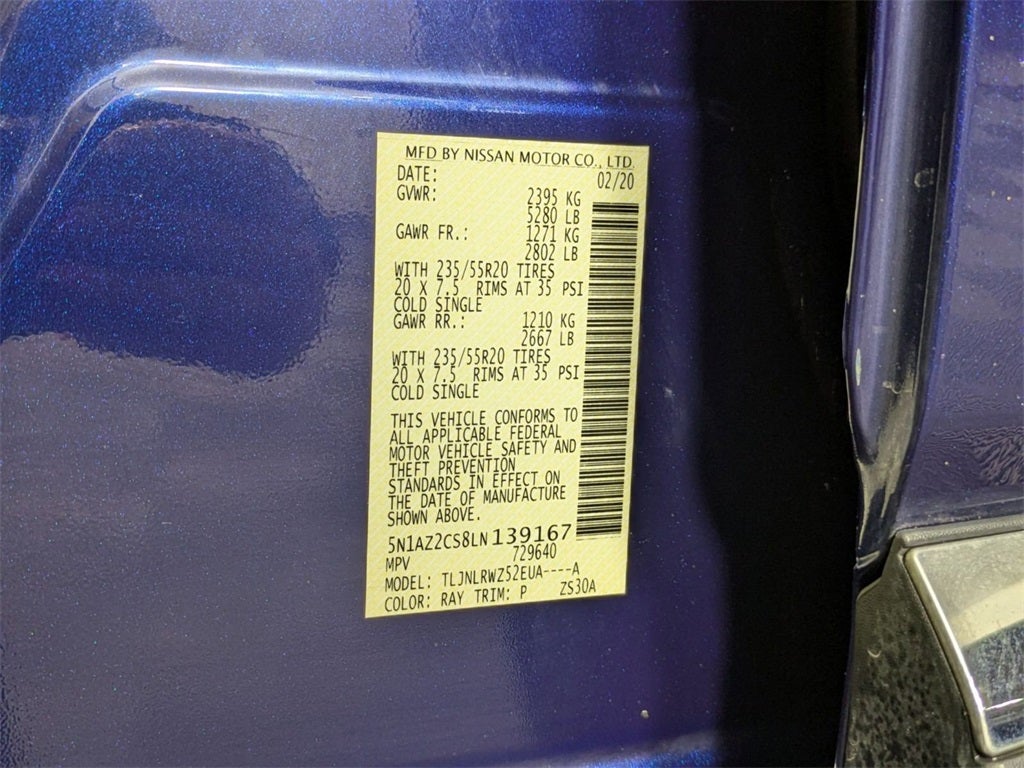 MFD BY NISSAN MOTOR CO., LTD.
DATE: 02/20
GVWR: 2395 KG
5280 LB
GAWR FR.: 1271 KG
2802 LB
WITH 235/55R20 TIRES
20 X 7.5 RIMS AT 35 PSI
COLD SINGLE
GAWR RR.: 1210 KG
2667 LB
WITH 235/55R20 TIRES
20 X 7.5 RIMS AT 35 PSI
COLD SINGLE
THIS VEHICLE CONFORMS TO
ALL APPLICABLE FEDERAL
MOTOR VEHICLE SAFETY AND
THEFT PREVENTION
STANDARDS IN EFFECT ON
THE DATE OF MANUFACTURE
SHOWN ABOVE.
5N1AZ2CS8LN139167
MPV 729640
MODEL: TLJNLRWZ52EUA----A
COLOR: RAY TRIM: P ZS30A